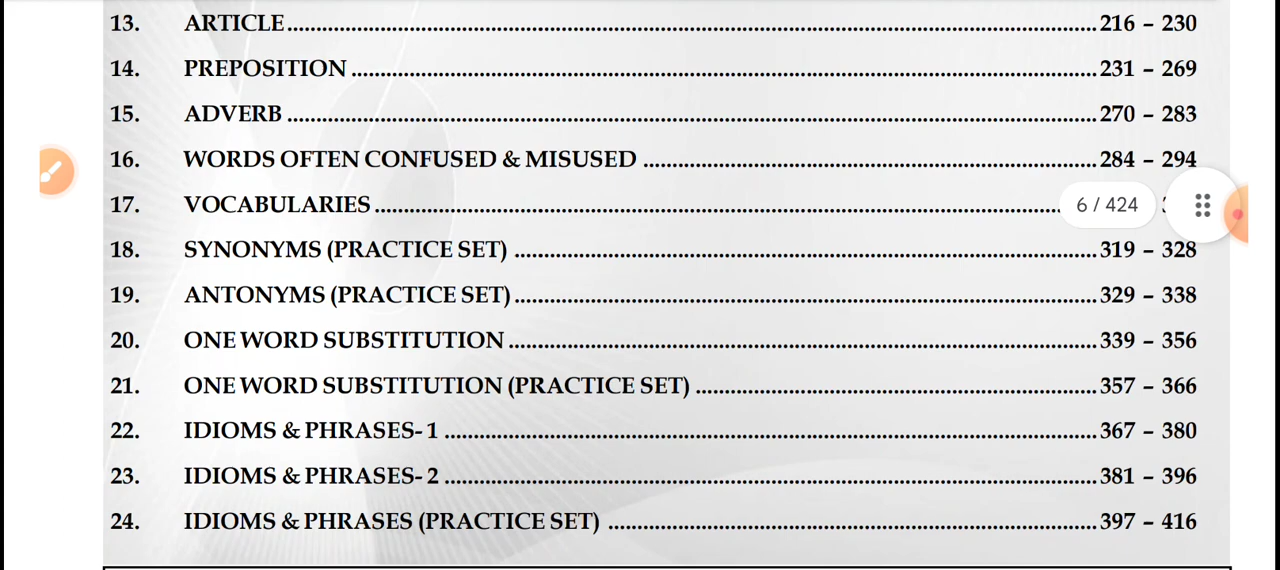 13. ARTICLE ........ 216 – 230
14. PREPOSITION ........ 231 – 269
15. ADVERB ........ 270 – 283
16. WORDS OFTEN CONFUSED & MISUSED ........ 284 – 294
17. VOCABULARIES ........
6 / 424
18. SYNONYMS (PRACTICE SET) ........ 319 – 328
19. ANTONYMS (PRACTICE SET) ........ 329 – 338
20. ONE WORD SUBSTITUTION ........ 339 – 356
21. ONE WORD SUBSTITUTION (PRACTICE SET) ........ 357 – 366
22. IDIOMS & PHRASES- 1 ........ 367 – 380
23. IDIOMS & PHRASES- 2 ........ 381 – 396
24. IDIOMS & PHRASES (PRACTICE SET) ........ 397 – 416